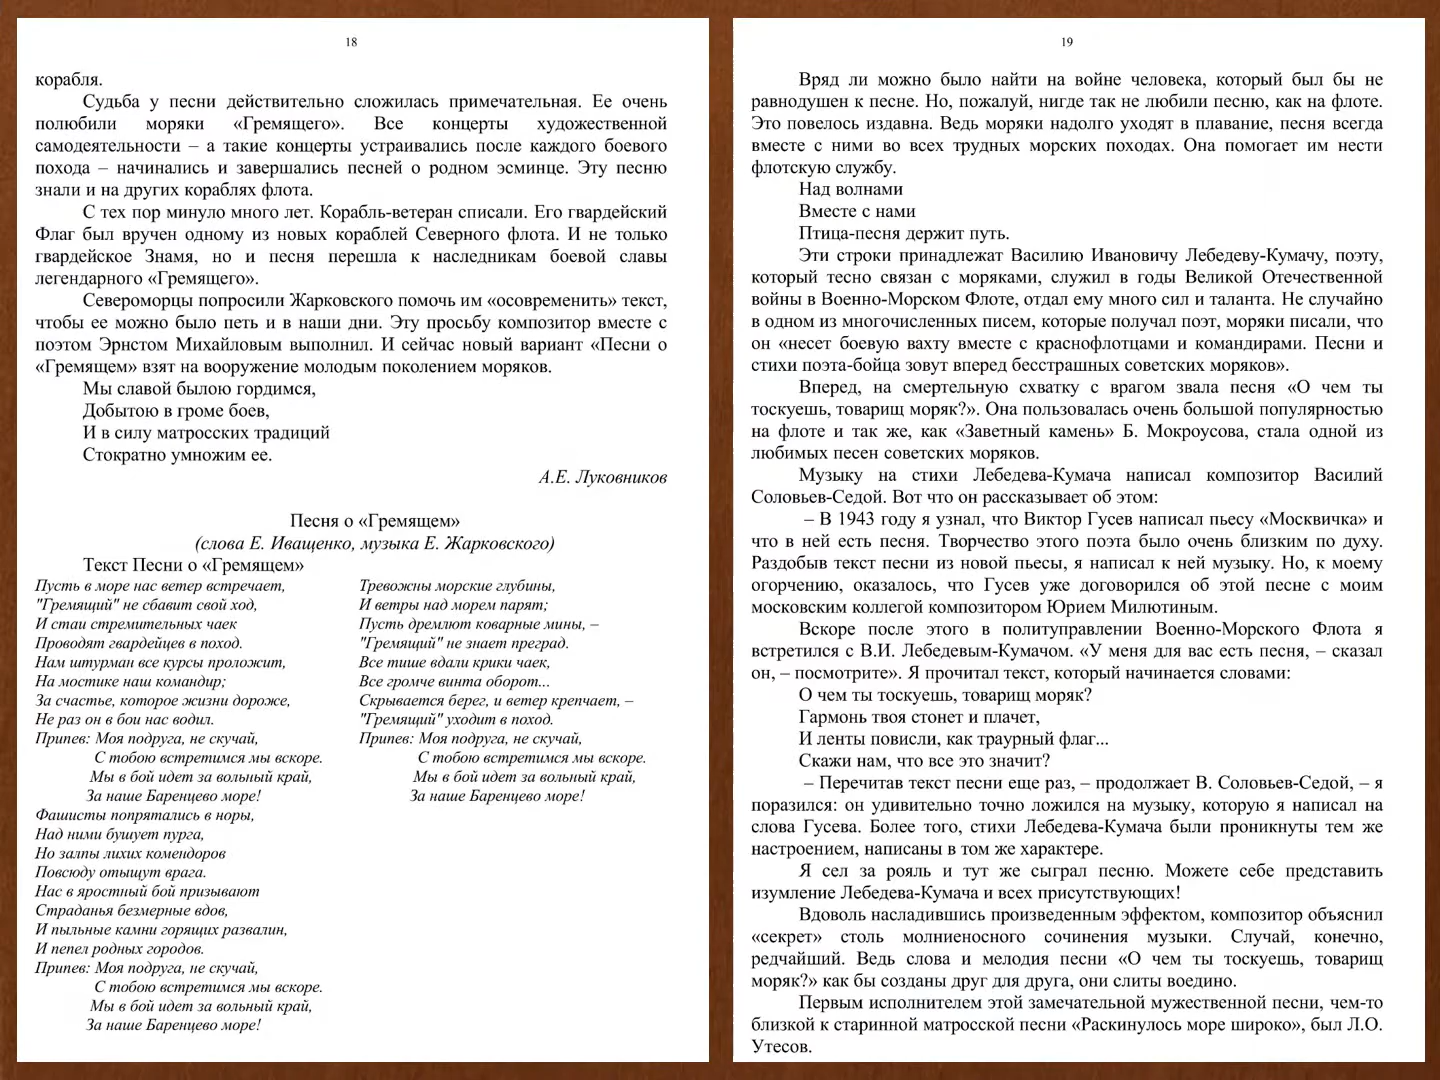 18
корабля.
Судьба у песни действительно сложилась примечательная. Ее очень
полюбили моряки «Гремящего». Все концерты художественной
самодеятельности – а такие концерты устраивались после каждого боевого
похода – начинались и завершались песней о родном эсминце. Эту песню
знали и на других кораблях флота.
С тех пор минуло много лет. Корабль-ветеран списали. Его гвардейский
Флаг был вручен одному из новых кораблей Северного флота. И не только
гвардейское Знамя, но и песня перешла к наследникам боевой славы
легендарного «Гремящего».
Североморцы попросили Жарковского помочь им «осовременить» текст,
чтобы ее можно было петь и в наши дни. Эту просьбу композитор вместе с
поэтом Эрнстом Михайловым выполнил. И сейчас новый вариант «Песни о
«Гремящем» взят на вооружение молодым поколением моряков.
Мы славой былою гордимся,
Добытою в громе боев,
И в силу матросских традиций
Стократно умножим ее.
А.Е. Луковников
Песня о «Гремящем»
(слова Е. Иващенко, музыка Е. Жарковского)
Текст Песни о «Гремящем»
Пусть в море нас ветер встречает,
"Гремящий" не сбавит свой ход,
И стаи стремительных чаек
Проводят гвардейцев в поход.
Нам штурман все курсы проложит,
На мостике наш командир;
За счастье, которое жизни дороже,
Не раз он в бои нас водил.
Припев: Моя подруга, не скучай,
С тобою встретимся мы вскоре.
Мы в бой идет за вольный край,
За наше Баренцево море!
Фашисты попрятались в норы,
Над ними бушует пурга,
Но залпы лихих комендоров
Повсюду отыщут врага.
Нас в яростный бой призывают
Страданья безмерные вдов,
И пыльные камни горящих развалин,
И пепел родных городов.
Припев: Моя подруга, не скучай,
С тобою встретимся мы вскоре.
Мы в бой идет за вольный край,
За наше Баренцево море!
Тревожны морские глубины,
И ветры над морем парят;
Пусть дремлют коварные мины, –
"Гремящий" не знает преград.
Все тише вдали крики чаек,
Все громче винта оборот...
Скрывается берег, и ветер крепчает, –
"Гремящий" уходит в поход.
Припев: Моя подруга, не скучай,
С тобою встретимся мы вскоре.
Мы в бой идет за вольный край,
За наше Баренцево море!
19
Вряд ли можно было найти на войне человека, который был бы не
равнодушен к песне. Но, пожалуй, нигде так не любили песню, как на флоте.
Это повелось издавна. Ведь моряки надолго уходят в плавание, песня всегда
вместе с ними во всех трудных морских походах. Она помогает им нести
флотскую службу.
Над волнами
Вместе с нами
Птица-песня держит путь.
Эти строки принадлежат Василию Ивановичу Лебедеву-Кумачу, поэту,
который тесно связан с моряками, служил в годы Великой Отечественной
войны в Военно-Морском Флоте, отдал ему много сил и таланта. Не случайно
в одном из многочисленных писем, которые получал поэт, моряки писали, что
он «несет боевую вахту вместе с краснофлотцами и командирами. Песни и
стихи поэта-бойца зовут вперед бесстрашных советских моряков».
Вперед, на смертельную схватку с врагом звала песня «О чем ты
тоскуешь, товарищ моряк?». Она пользовалась очень большой популярностью
на флоте и так же, как «Заветный камень» Б. Мокроусова, стала одной из
любимых песен советских моряков.
Музыку на стихи Лебедева-Кумача написал композитор Василий
Соловьев-Седой. Вот что он рассказывает об этом:
– В 1943 году я узнал, что Виктор Гусев написал пьесу «Москвичка» и
что в ней есть песня. Творчество этого поэта было очень близким по духу.
Раздобыв текст песни из новой пьесы, я написал к ней музыку. Но, к моему
огорчению, оказалось, что Гусев уже договорился об этой песне с моим
московским коллегой композитором Юрием Милютиным.
Вскоре после этого в политуправлении Военно-Морского Флота я
встретился с В.И. Лебедевым-Кумачом. «У меня для вас есть песня, – сказал
он, – посмотрите». Я прочитал текст, который начинается словами:
О чем ты тоскуешь, товарищ моряк?
Гармонь твоя стонет и плачет,
И ленты повисли, как траурный флаг...
Скажи нам, что все это значит?
– Перечитав текст песни еще раз, – продолжает В. Соловьев-Седой, – я
поразился: он удивительно точно ложился на музыку, которую я написал на
слова Гусева. Более того, стихи Лебедева-Кумача были проникнуты тем же
настроением, написаны в том же характере.
Я сел за рояль и тут же сыграл песню. Можете себе представить
изумление Лебедева-Кумача и всех присутствующих!
Вдоволь насладившись произведенным эффектом, композитор объяснил
«секрет» столь молниеносного сочинения музыки. Случай, конечно,
редчайший. Ведь слова и мелодия песни «О чем ты тоскуешь, товарищ
моряк?» как бы созданы друг для друга, они слиты воедино.
Первым исполнителем этой замечательной мужественной песни, чем-то
близкой к старинной матросской песни «Раскинулось море широко», был Л.О.
Утесов.